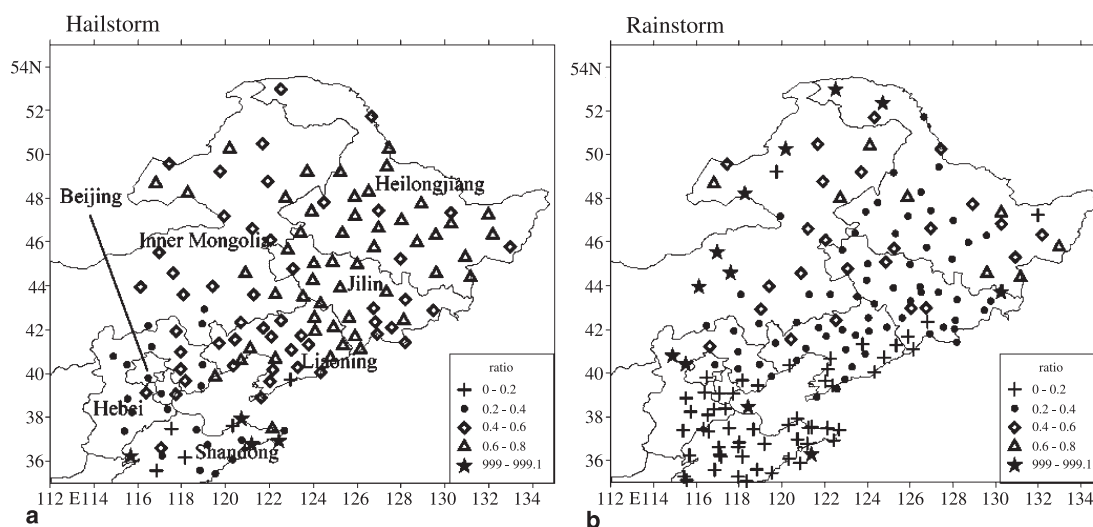 Hailstorm
54N
52
50
48
46
44
42
40
38
36
Beijing
Heilongjiang
Inner Mongolia
Jilin
Liaoning
Hebei
Shandong
ratio
0 - 0.2
0.2 - 0.4
0.4 - 0.6
0.6 - 0.8
999 - 999.1
112 E114 116 118 120 122 124 126 128 130 132 134
a
Rainstorm
54N
52
50
48
46
44
42
40
38
36
ratio
0 - 0.2
0.2 - 0.4
0.4 - 0.6
0.6 - 0.8
999 - 999.1
112 E114 116 118 120 122 124 126 128 130 132 134
b